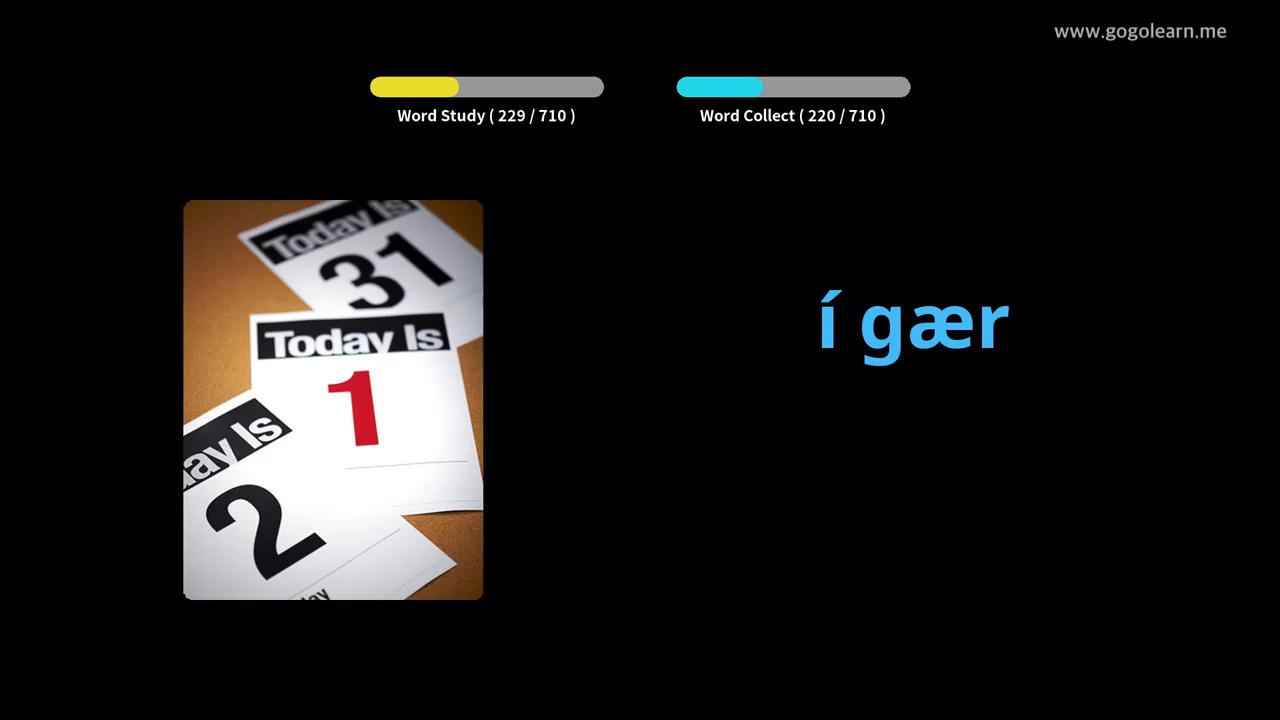 www.gogolearn.me
Word Study ( 229 / 710 )
Word Collect ( 220 / 710 )
Today Is
31
Today Is
1
ay Is
2
í gær